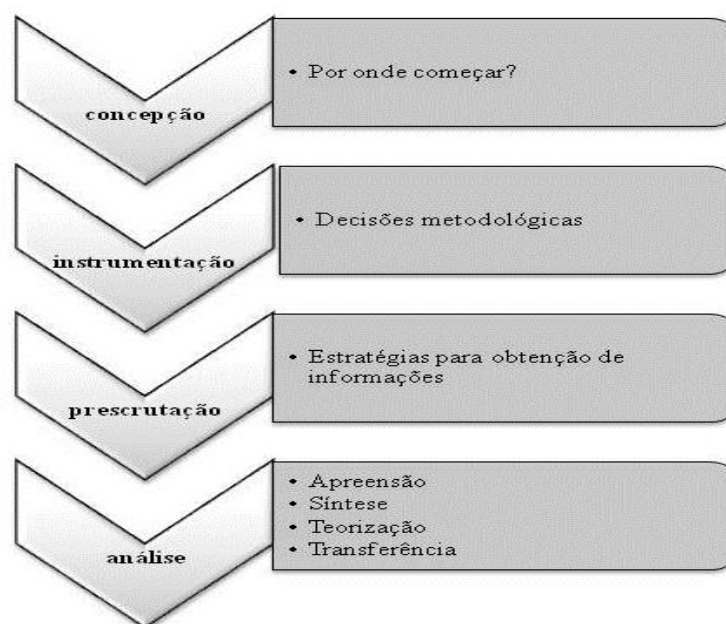 concepção
• Por onde começar?
instrumentação
• Decisões metodológicas
prescrutação
• Estratégias para obtenção de
informações
análise
• Apreensão
• Síntese
• Teorização
• Transferência